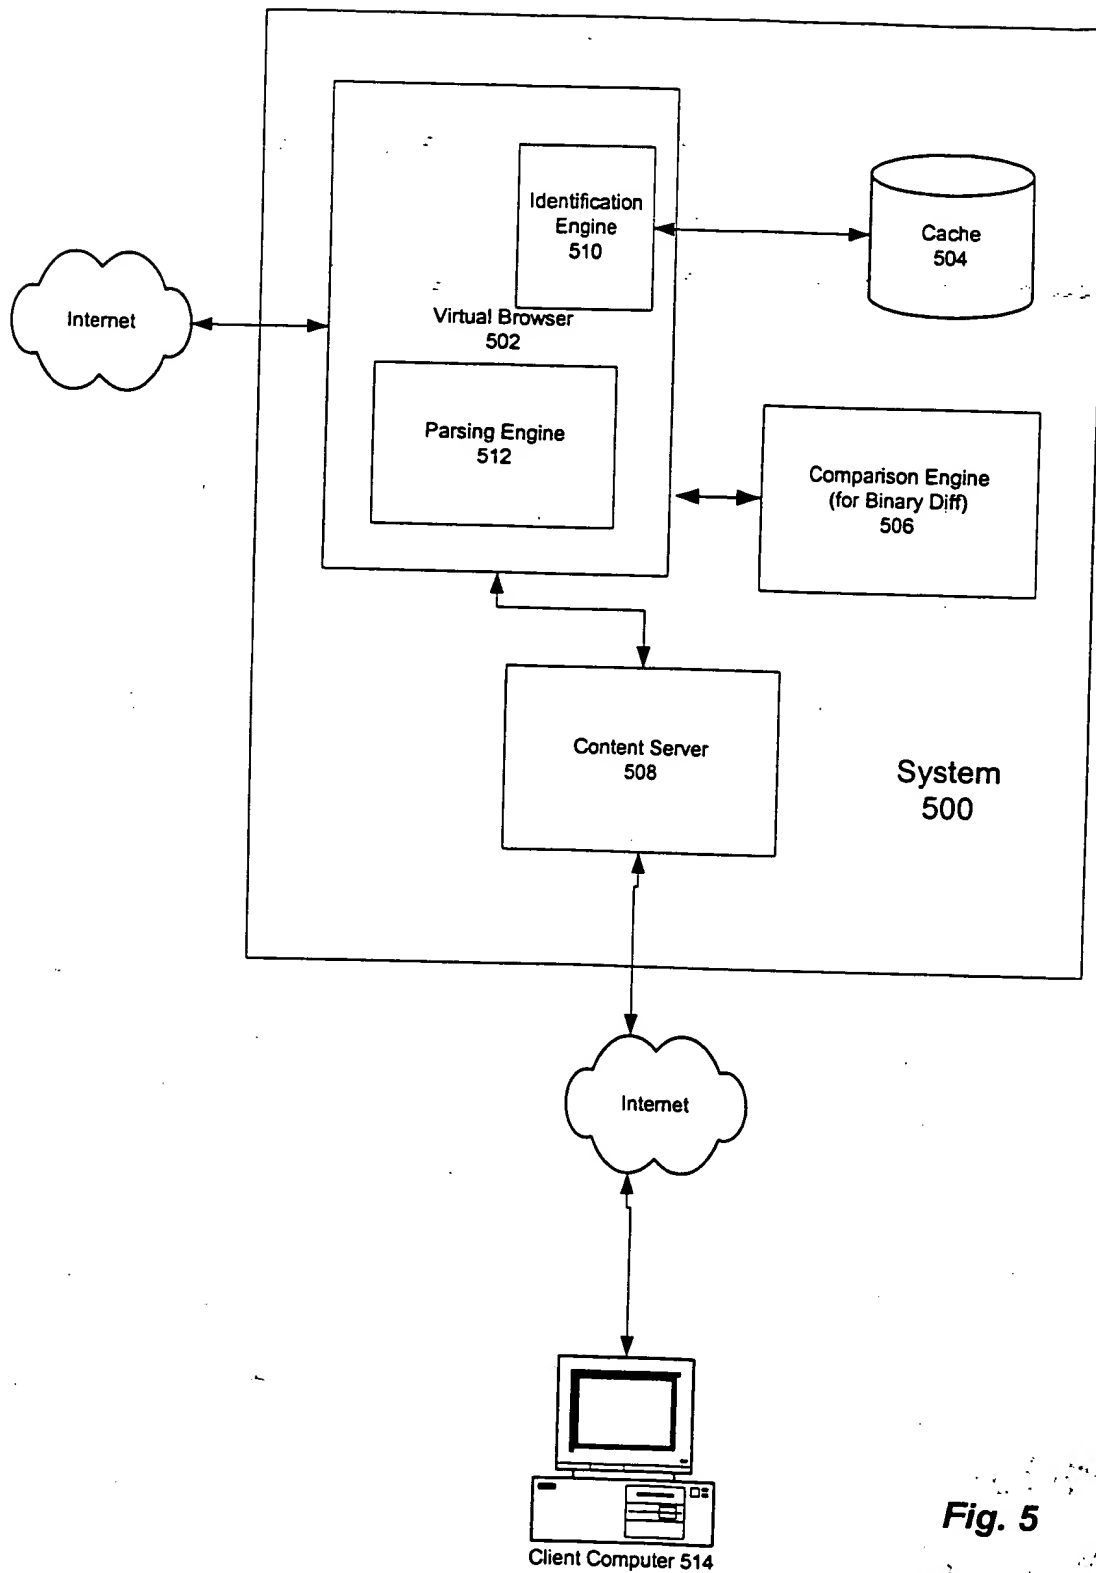 Identification
Engine
510
Cache
504
Internet
Virtual Browser
502
Parsing Engine
512
Comparison Engine
(for Binary Diff)
506
Content Server
508
System
500
Internet
Client Computer 514
Fig. 5